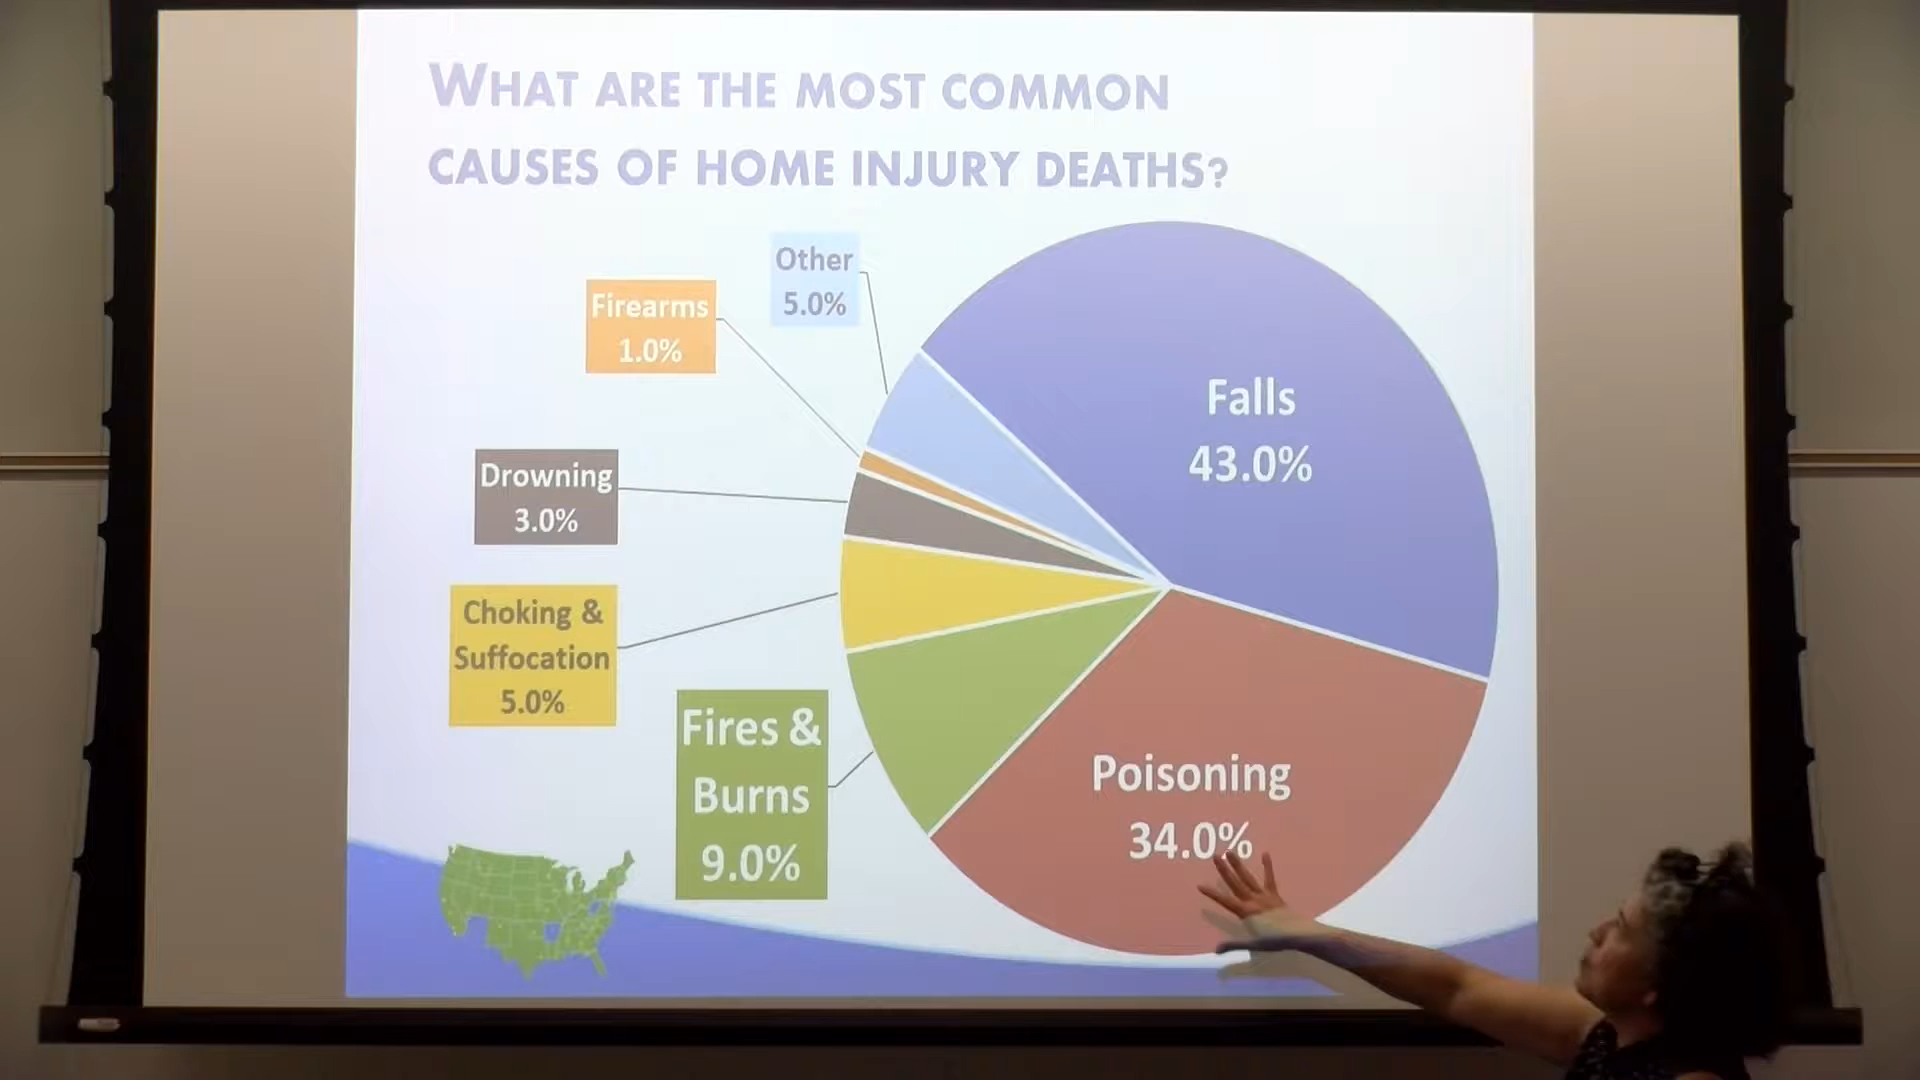 WHAT ARE THE MOST COMMON
CAUSES OF HOME INJURY DEATHS?
Other
5.0%
Firearms
1.0%
Falls
43.0%
Drowning
3.0%
Choking &
Suffocation
5.0%
Fires &
Burns
9.0%
Poisoning
34.0%